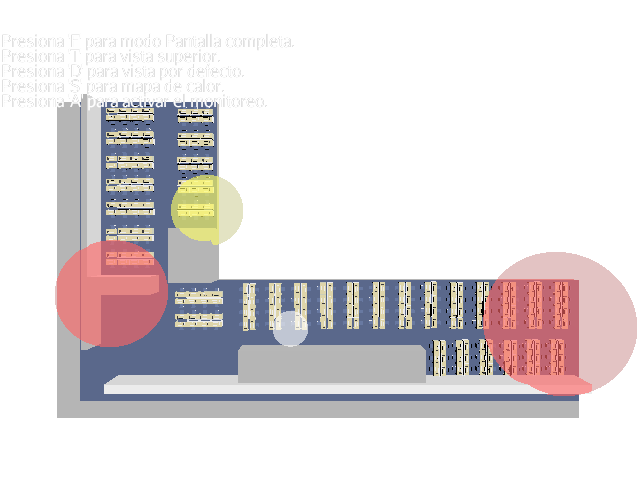 Presiona F para modo Pantalla completa.
Presiona T para vista superior.
Presiona D para vista por defecto.
Presiona S para mapa de calor.
Presiona A para activar el monitoreo.